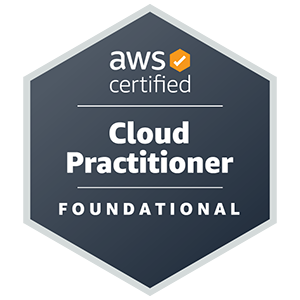 aws
certified
Cloud
Practitioner
FOUNDATIONAL